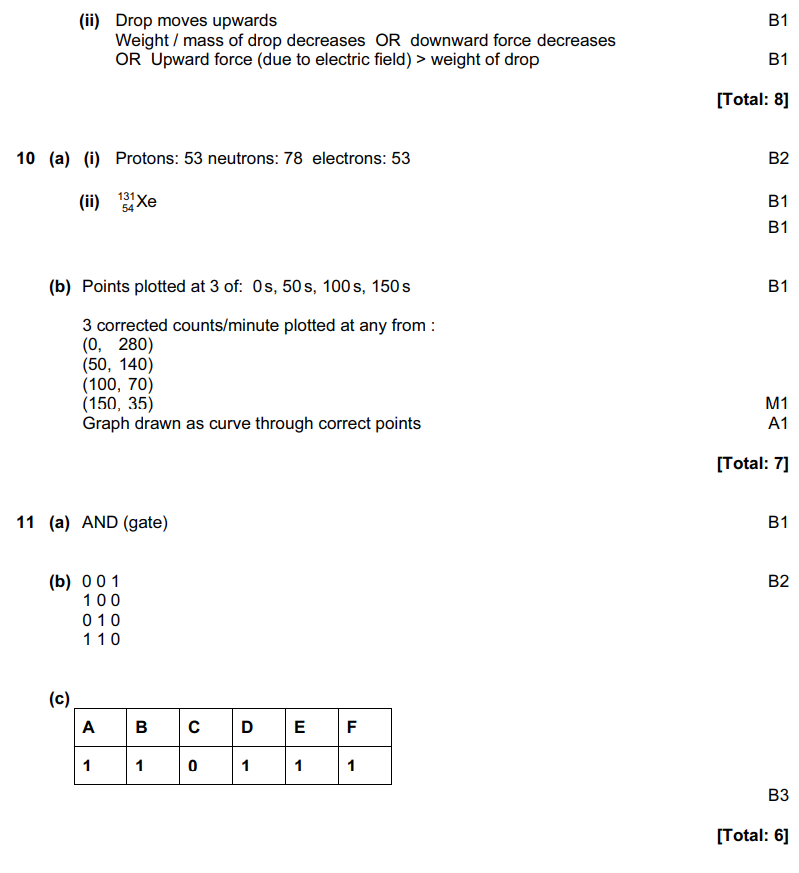 (ii) Drop moves upwards B1
Weight / mass of drop decreases OR downward force decreases
OR Upward force (due to electric field) > weight of drop B1
[Total: 8]
10 (a) (i) Protons: 53 neutrons: 78 electrons: 53 B2
(ii) ¹³¹₅₄Xe B1
B1
(b) Points plotted at 3 of: 0 s, 50 s, 100 s, 150 s B1
3 corrected counts/minute plotted at any from :
(0, 280)
(50, 140)
(100, 70)
(150, 35) M1
Graph drawn as curve through correct points A1
[Total: 7]
11 (a) AND (gate) B1
(b) 0 0 1 B2
1 0 0
0 1 0
1 1 0
(c)
A B C D E F
1 1 0 1 1 1
B3
[Total: 6]